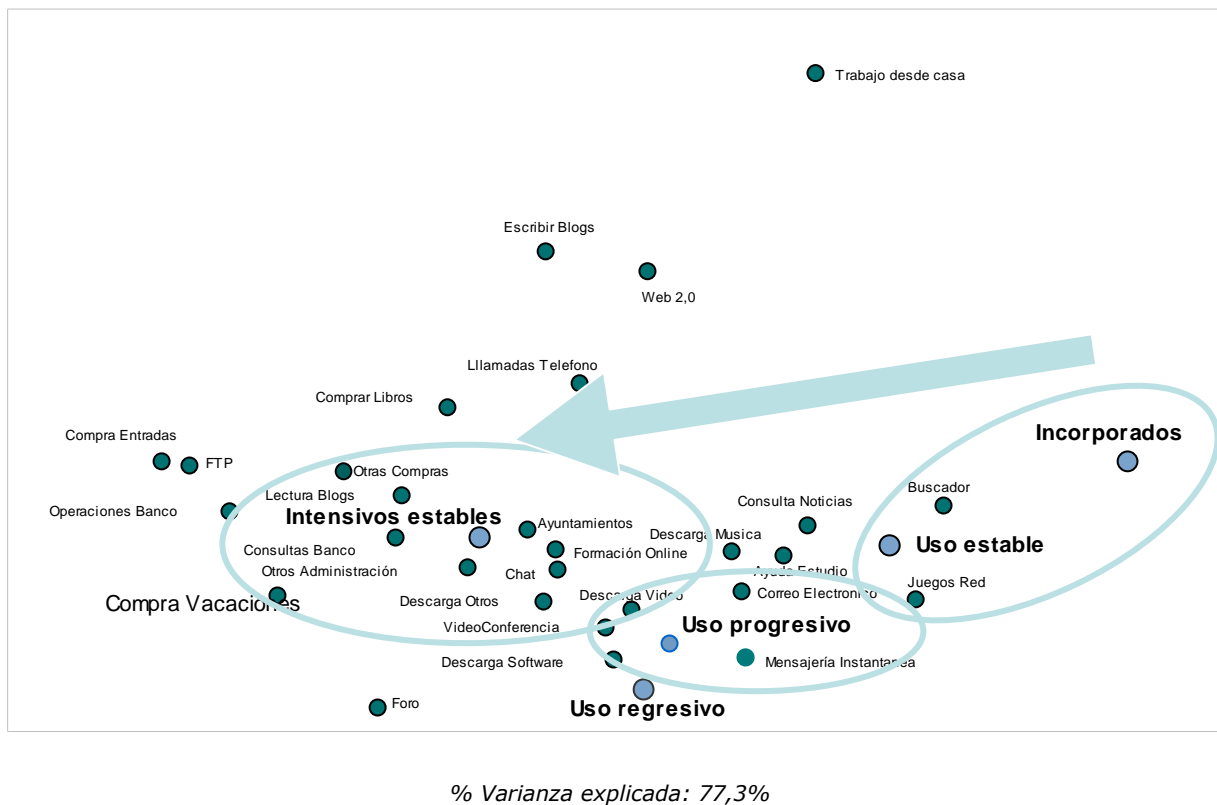 Trabajo desde casa
Escribir Blogs
Web 2,0
Lllamadas Telefono
Comprar Libros
Compra Entradas
FTP
Incorporados
Otras Compras
Buscador
Lectura Blogs
Consulta Noticias
Operaciones Banco
Intensivos estables
Ayuntamientos
Descarga Musica
Uso estable
Consultas Banco
Formación Online
Otros Administración
Chat
Ayuda Estudio
Juegos Red
Compra Vacaciones
Descarga Otros
Descarga Video
Correo Electronico
VideoConferencia
Uso progresivo
Descarga Software
Mensajería Instantanea
Foro
Uso regresivo
% Varianza explicada: 77,3%